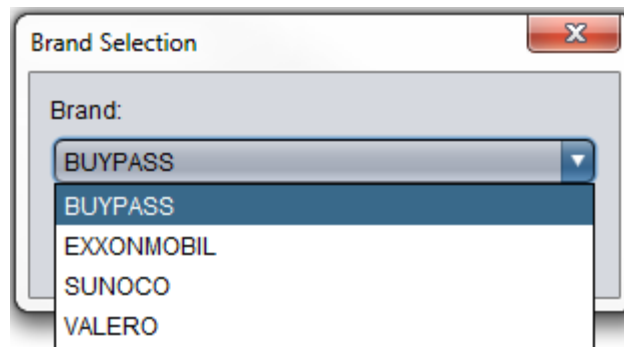 Brand Selection
Brand:
BUYPASS
BUYPASS
EXXONMOBIL
SUNOCO
VALERO